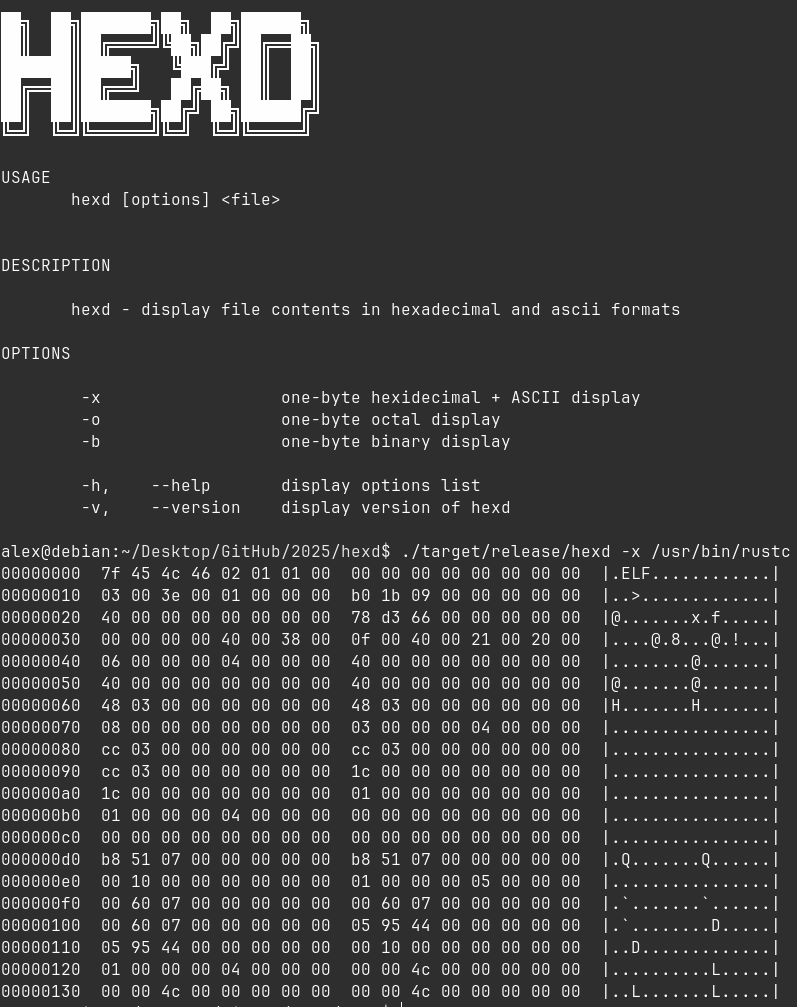 HEXD
USAGE
hexd [options] <file>
DESCRIPTION
hexd - display file contents in hexadecimal and ascii formats
OPTIONS
-x one-byte hexidecimal + ASCII display
-o one-byte octal display
-b one-byte binary display
-h, --help display options list
-v, --version display version of hexd
alex@debian:~/Desktop/GitHub/2025/hexd$ ./target/release/hexd -x /usr/bin/rustc
00000000 7f 45 4c 46 02 01 01 00 00 00 00 00 00 00 00 00 |.ELF............|
00000010 03 00 3e 00 01 00 00 00 b0 1b 09 00 00 00 00 00 |..>.............|
00000020 40 00 00 00 00 00 00 00 78 d3 66 00 00 00 00 00 |@.......x.f.....|
00000030 00 00 00 00 40 00 38 00 0f 00 40 00 21 00 20 00 |....@.8...@.!...|
00000040 06 00 00 00 04 00 00 00 40 00 00 00 00 00 00 00 |........@.......|
00000050 40 00 00 00 00 00 00 00 40 00 00 00 00 00 00 00 |@.......@.......|
00000060 48 03 00 00 00 00 00 00 48 03 00 00 00 00 00 00 |H.......H.......|
00000070 08 00 00 00 00 00 00 00 03 00 00 00 04 00 00 00 |................|
00000080 cc 03 00 00 00 00 00 00 cc 03 00 00 00 00 00 00 |................|
00000090 cc 03 00 00 00 00 00 00 1c 00 00 00 00 00 00 00 |................|
000000a0 1c 00 00 00 00 00 00 00 01 00 00 00 00 00 00 00 |................|
000000b0 01 00 00 00 04 00 00 00 00 00 00 00 00 00 00 00 |................|
000000c0 00 00 00 00 00 00 00 00 00 00 00 00 00 00 00 00 |................|
000000d0 b8 51 07 00 00 00 00 00 b8 51 07 00 00 00 00 00 |.Q.......Q......|
000000e0 00 10 00 00 00 00 00 00 01 00 00 00 05 00 00 00 |................|
000000f0 00 60 07 00 00 00 00 00 00 60 07 00 00 00 00 00 |.`.......`......|
00000100 00 60 07 00 00 00 00 00 05 95 44 00 00 00 00 00 |.`........D.....|
00000110 05 95 44 00 00 00 00 00 00 10 00 00 00 00 00 00 |..D.............|
00000120 01 00 00 00 04 00 00 00 00 00 4c 00 00 00 00 00 |..........L.....|
00000130 00 00 4c 00 00 00 00 00 00 00 4c 00 00 00 00 00 |..L.......L.....|